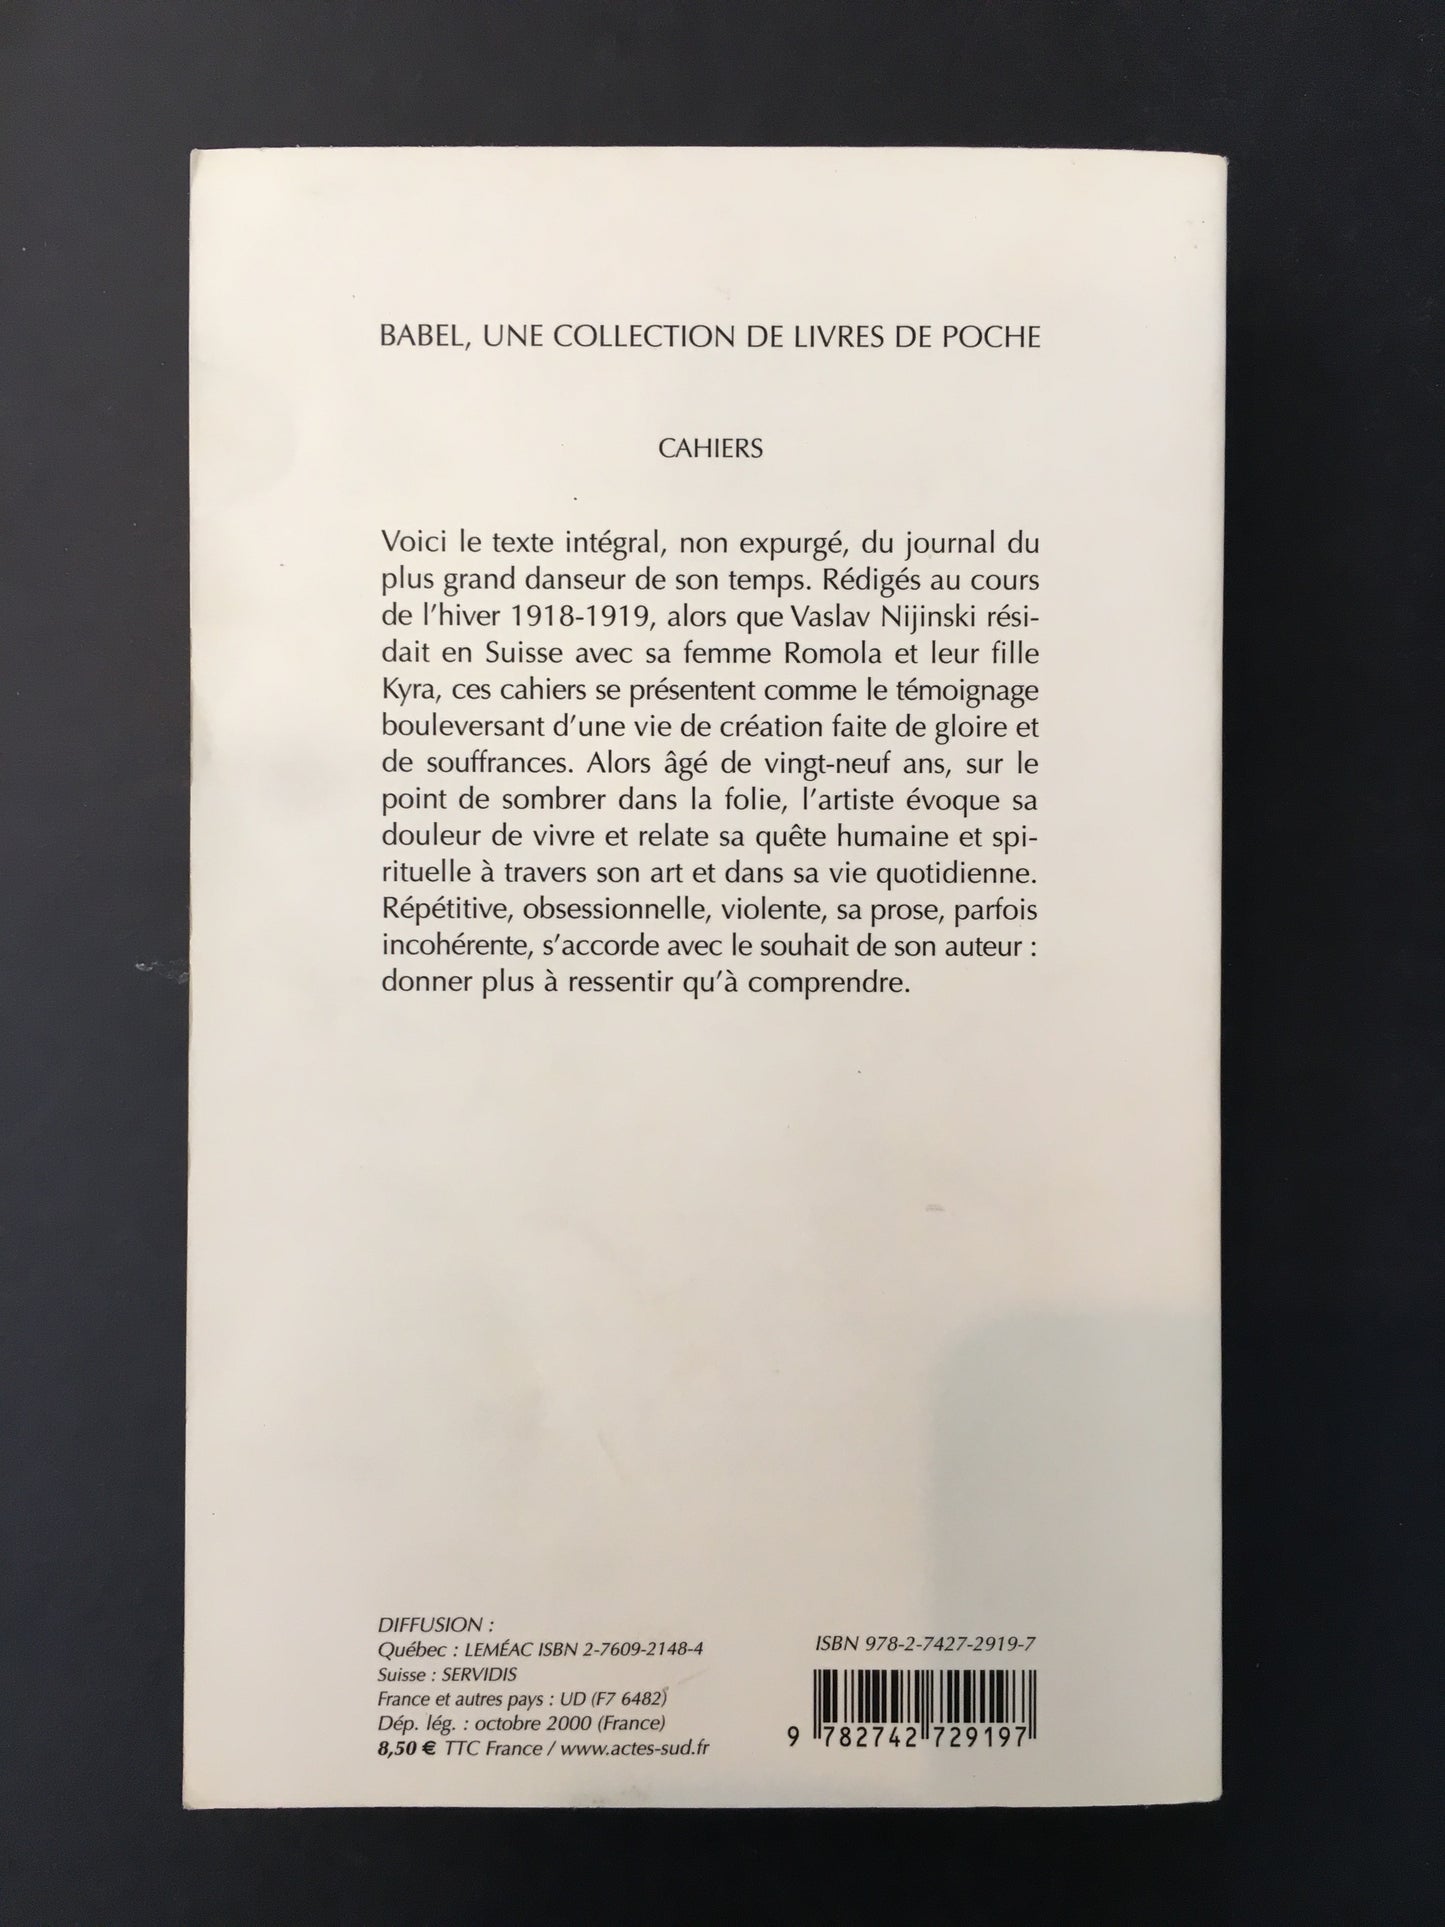 BABEL, UNE COLLECTION DE LIVRES DE POCHE
CAHIERS
Voici le texte intégral, non expurgé, du journal du
plus grand danseur de son temps. Rédigés au cours
de l'hiver 1918-1919, alors que Vaslav Nijinski rési-
dait en Suisse avec sa femme Romola et leur fille
Kyra, ces cahiers se présentent comme le témoignage
bouleversant d'une vie de création faite de gloire et
de souffrances. Alors âgé de vingt-neuf ans, sur le
point de sombrer dans la folie, l'artiste évoque sa
douleur de vivre et relate sa quête humaine et spi-
rituelle à travers son art et dans sa vie quotidienne.
Répétitive, obsessionnelle, violente, sa prose, parfois
incohérente, s'accorde avec le souhait de son auteur :
donner plus à ressentir qu'à comprendre.
DIFFUSION :
Québec : LEMÉAC ISBN 2-7609-2148-4
Suisse : SERVIDIS
France et autres pays : UD (F7 6482)
Dép. lég. : octobre 2000 (France)
8,50 € TTC France / www.actes-sud.fr
ISBN 978-2-7427-2919-7
9 782742 729197